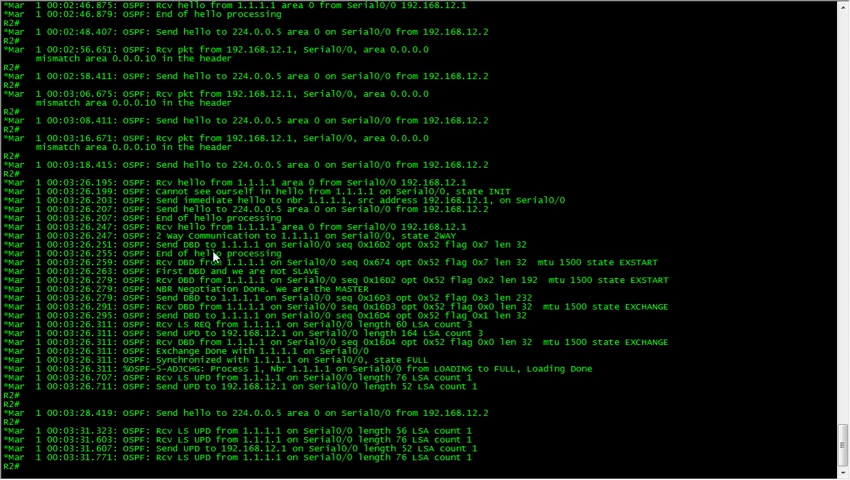 *Mar  1 00:02:46.875: OSPF: Rcv hello from 1.1.1.1 area 0 from Serial0/0 192.168.12.1
*Mar  1 00:02:46.879: OSPF: End of hello processing
R2#
*Mar  1 00:02:48.407: OSPF: Send hello to 224.0.0.5 area 0 on Serial0/0 from 192.168.12.2
R2#
*Mar  1 00:02:56.651: OSPF: Rcv pkt from 192.168.12.1, Serial0/0, area 0.0.0.0
mismatch area 0.0.0.10 in the header
R2#
*Mar  1 00:02:58.411: OSPF: Send hello to 224.0.0.5 area 0 on Serial0/0 from 192.168.12.2
R2#
*Mar  1 00:03:06.675: OSPF: Rcv pkt from 192.168.12.1, Serial0/0, area 0.0.0.0
mismatch area 0.0.0.10 in the header
R2#
*Mar  1 00:03:08.411: OSPF: Send hello to 224.0.0.5 area 0 on Serial0/0 from 192.168.12.2
R2#
*Mar  1 00:03:16.671: OSPF: Rcv pkt from 192.168.12.1, Serial0/0, area 0.0.0.0
mismatch area 0.0.0.10 in the header
R2#
*Mar  1 00:03:18.415: OSPF: Send hello to 224.0.0.5 area 0 on Serial0/0 from 192.168.12.2
R2#
*Mar  1 00:03:26.195: OSPF: Rcv hello from 1.1.1.1 area 0 from Serial0/0 192.168.12.1
*Mar  1 00:03:26.199: OSPF: Cannot see ourself in hello from 1.1.1.1 on Serial0/0, state INIT
*Mar  1 00:03:26.203: OSPF: Send immediate hello to nbr 1.1.1.1, src address 192.168.12.1, on Serial0/0
*Mar  1 00:03:26.207: OSPF: Send hello to 224.0.0.5 area 0 on Serial0/0 from 192.168.12.2
*Mar  1 00:03:26.207: OSPF: End of hello processing
*Mar  1 00:03:26.247: OSPF: Rcv hello from 1.1.1.1 area 0 from Serial0/0 192.168.12.1
*Mar  1 00:03:26.247: OSPF: 2 Way Communication to 1.1.1.1 on Serial0/0, state 2WAY
*Mar  1 00:03:26.251: OSPF: Send DBD to 1.1.1.1 on Serial0/0 seq 0x16D2 opt 0x52 flag 0x7 len 32
*Mar  1 00:03:26.255: OSPF: End of hello processing
*Mar  1 00:03:26.259: OSPF: Rcv DBD from 1.1.1.1 on Serial0/0 seq 0x674 opt 0x52 flag 0x7 len 32  mtu 1500 state EXSTART
*Mar  1 00:03:26.263: OSPF: First DBD and we are not SLAVE
*Mar  1 00:03:26.279: OSPF: Rcv DBD from 1.1.1.1 on Serial0/0 seq 0x16D2 opt 0x52 flag 0x2 len 192  mtu 1500 state EXSTART
*Mar  1 00:03:26.279: OSPF: NBR Negotiation Done. We are the MASTER
*Mar  1 00:03:26.279: OSPF: Send DBD to 1.1.1.1 on Serial0/0 seq 0x16D3 opt 0x52 flag 0x3 len 232
*Mar  1 00:03:26.291: OSPF: Rcv DBD from 1.1.1.1 on Serial0/0 seq 0x16D3 opt 0x52 flag 0x0 len 32  mtu 1500 state EXCHANGE
*Mar  1 00:03:26.295: OSPF: Send DBD to 1.1.1.1 on Serial0/0 seq 0x16D4 opt 0x52 flag 0x1 len 32
*Mar  1 00:03:26.311: OSPF: Rcv LS REQ from 1.1.1.1 on Serial0/0 length 60 LSA count 3
*Mar  1 00:03:26.311: OSPF: Send UPD to 192.168.12.1 on Serial0/0 length 164 LSA count 3
*Mar  1 00:03:26.311: OSPF: Rcv DBD from 1.1.1.1 on Serial0/0 seq 0x16D4 opt 0x52 flag 0x0 len 32  mtu 1500 state EXCHANGE
*Mar  1 00:03:26.311: OSPF: Exchange Done with 1.1.1.1 on Serial0/0
*Mar  1 00:03:26.311: OSPF: Synchronized with 1.1.1.1 on Serial0/0, state FULL
*Mar  1 00:03:26.311: %OSPF-5-ADJCHG: Process 1, Nbr 1.1.1.1 on Serial0/0 from LOADING to FULL, Loading Done
*Mar  1 00:03:26.707: OSPF: Rcv LS UPD from 1.1.1.1 on Serial0/0 length 76 LSA count 1
*Mar  1 00:03:26.711: OSPF: Send UPD to 192.168.12.1 on Serial0/0 length 52 LSA count 1
R2#
R2#
*Mar  1 00:03:28.419: OSPF: Send hello to 224.0.0.5 area 0 on Serial0/0 from 192.168.12.2
R2#
*Mar  1 00:03:31.323: OSPF: Rcv LS UPD from 1.1.1.1 on Serial0/0 length 56 LSA count 1
*Mar  1 00:03:31.603: OSPF: Rcv LS UPD from 1.1.1.1 on Serial0/0 length 76 LSA count 1
*Mar  1 00:03:31.607: OSPF: Send UPD to 192.168.12.1 on Serial0/0 length 52 LSA count 1
*Mar  1 00:03:31.771: OSPF: Rcv LS UPD from 1.1.1.1 on Serial0/0 length 76 LSA count 1
R2#